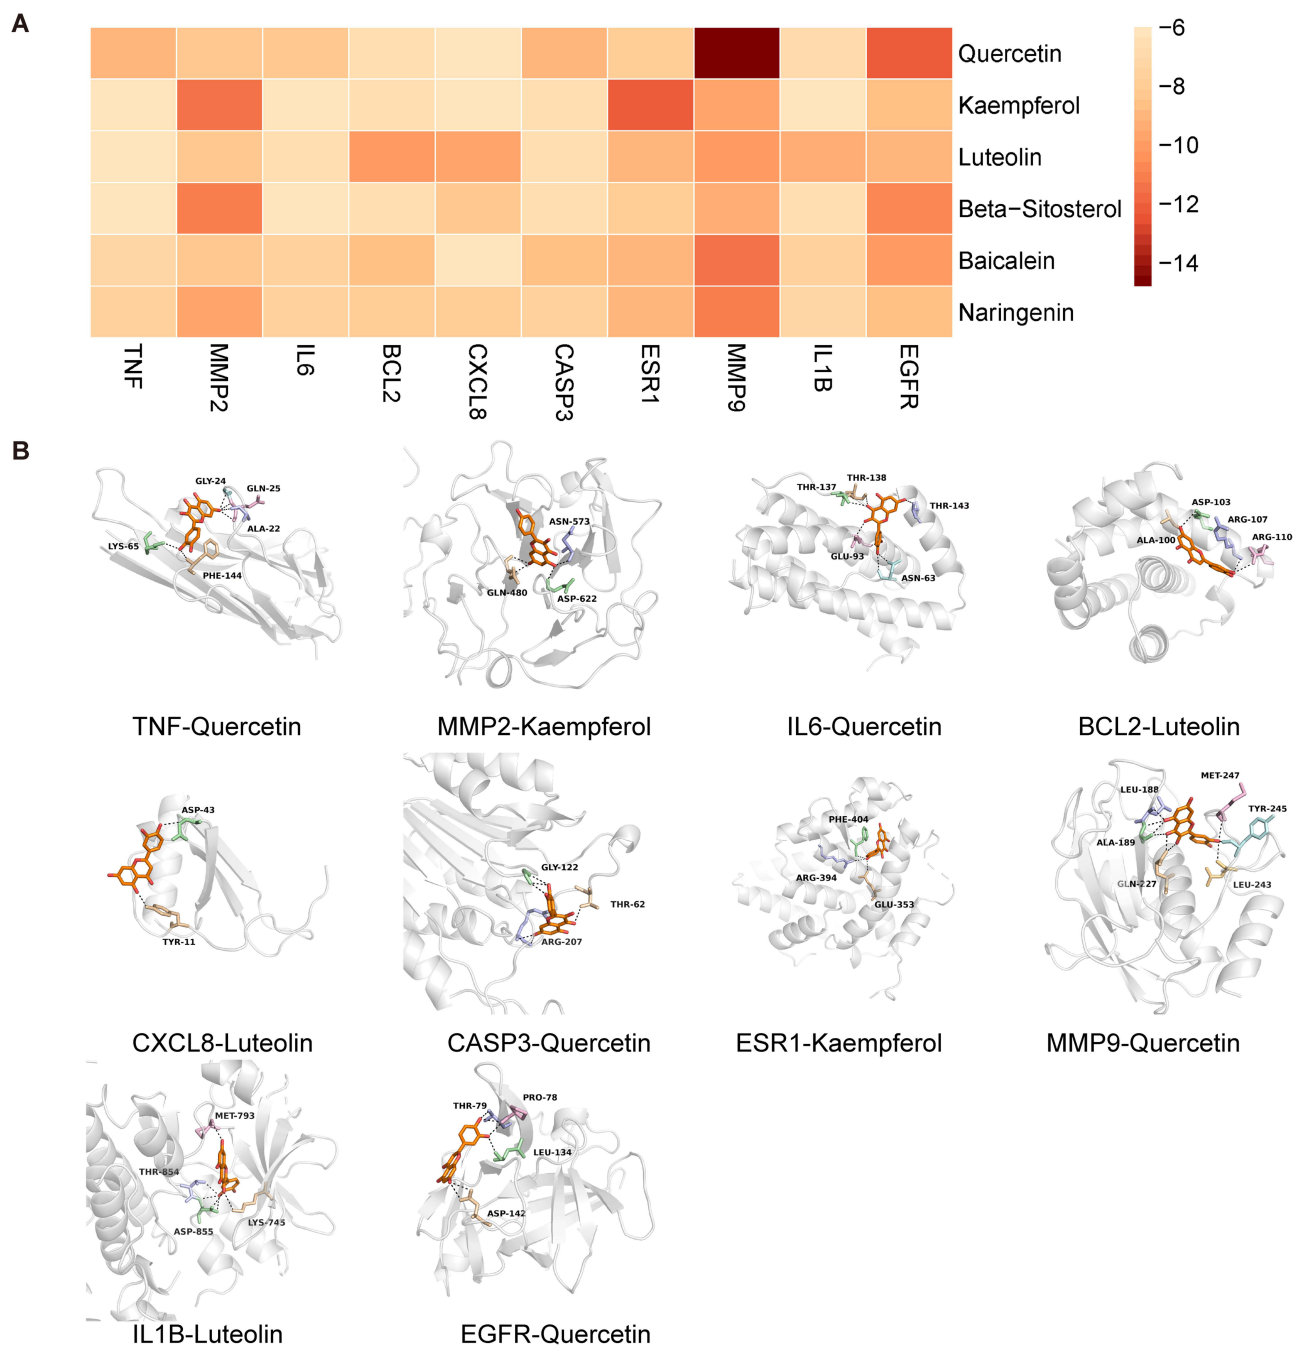 A
−6
−8
−10
−12
−14
Quercetin
Kaempferol
Luteolin
Beta−Sitosterol
Baicalein
Naringenin
TNF
MMP2
IL6
BCL2
CXCL8
CASP3
ESR1
MMP9
IL1B
EGFR
B
GLY-24
GLN-25
ALA-22
LYS-65
PHE-144
TNF-Quercetin
ASN-573
GLN-480
ASP-622
MMP2-Kaempferol
THR-138
THR-137
THR-143
GLU-93
ASN-63
IL6-Quercetin
ASP-103
ARG-107
ALA-100
ARG-110
BCL2-Luteolin
ASP-43
TYR-11
CXCL8-Luteolin
GLY-122
THR-62
ARG-207
CASP3-Quercetin
PHE-404
ARG-394
GLU-353
ESR1-Kaempferol
MET-247
LEU-188
TYR-245
ALA-189
GLN-227
LEU-243
MMP9-Quercetin
MET-793
THR-854
LYS-745
ASP-855
IL1B-Luteolin
PRO-78
THR-79
LEU-134
ASP-142
EGFR-Quercetin